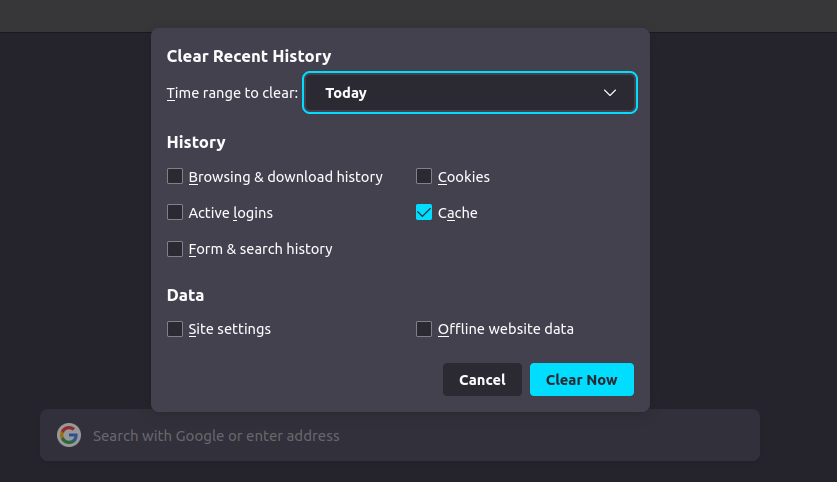 Clear Recent History
Time range to clear: Today
History
Browsing & download history Cookies
Active logins Cache
Form & search history
Data
Site settings Offline website data
Cancel Clear Now
Search with Google or enter address